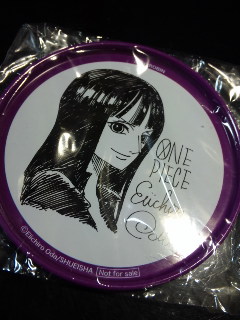 ONE
PIECE
Eiichiro
Oda
©Eiichiro Oda/SHUEISHA Not for sale